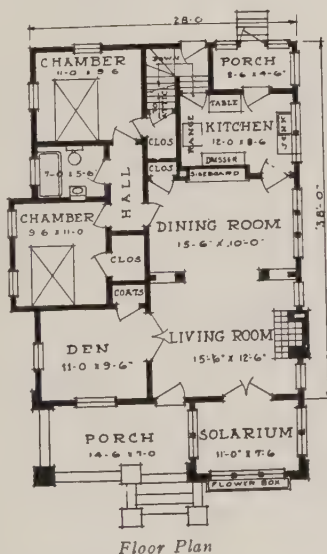 28-0
CHAMBER
11-0 x 9-6
DOWN
PORCH
8-6 x 4-6"
TABLE
RANGE
KITCHEN
12-0 x 8-6
SINK
DRESSER
SIDEBOARD
CLOS
CLOS
7-0 x 5-6
HALL
CHAMBER
9-6 x 11-0
DINING ROOM
15-6" X 10-0"
38'-0"
CLOS
COATS
DEN
11-0 x 9-6"
LIVING ROOM
15-6" X 12-6"
PORCH
14-6 x 7-0
SOLARIUM
11-0" x 7-6
FLOWER BOX
Floor Plan